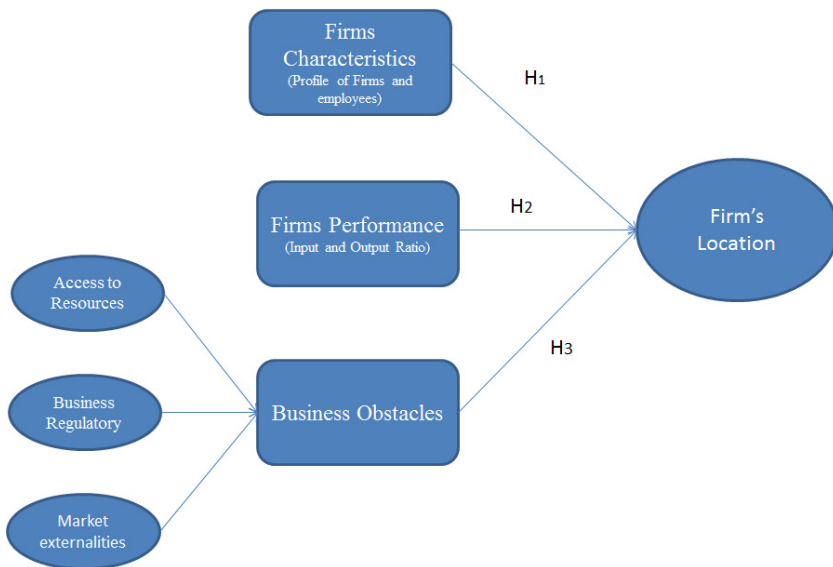 Firms
Characteristics
(Profile of Firms and
employees)
H1
Firms Performance
(Input and Output Ratio)
H2
Firm's
Location
Access to
Resources
H3
Business
Regulatory
Business Obstacles
Market
externalities